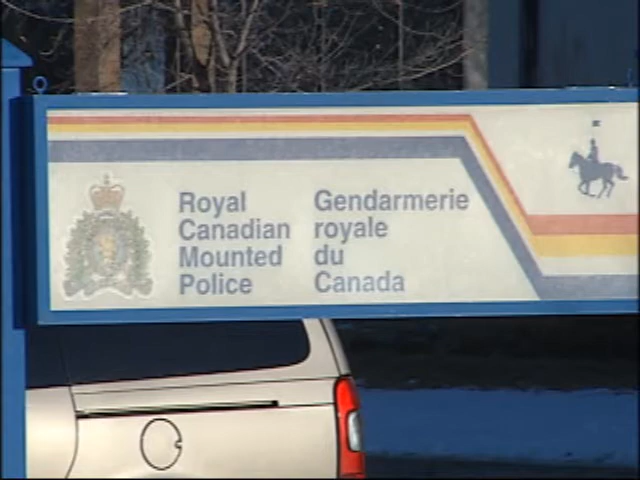 Royal
Canadian
Mounted
Police
Gendarmerie
royale
du
Canada